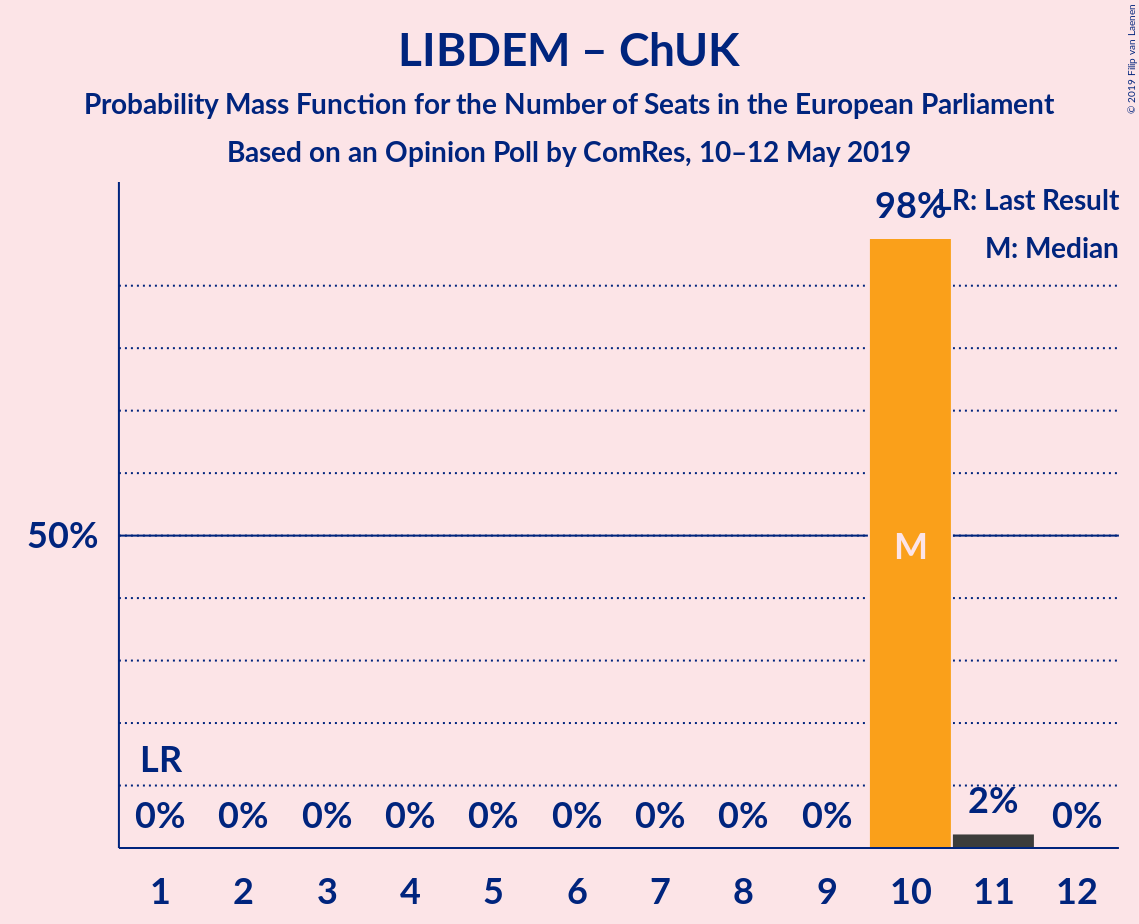 LIBDEM – ChUK
Probability Mass Function for the Number of Seats in the European Parliament
Based on an Opinion Poll by ComRes, 10–12 May 2019
© 2019 Filip van Laenen
98%
LR: Last Result
M: Median
50%
M
LR
0% 0% 0% 0% 0% 0% 0% 0% 0% 2% 0%
1 2 3 4 5 6 7 8 9 10 11 12